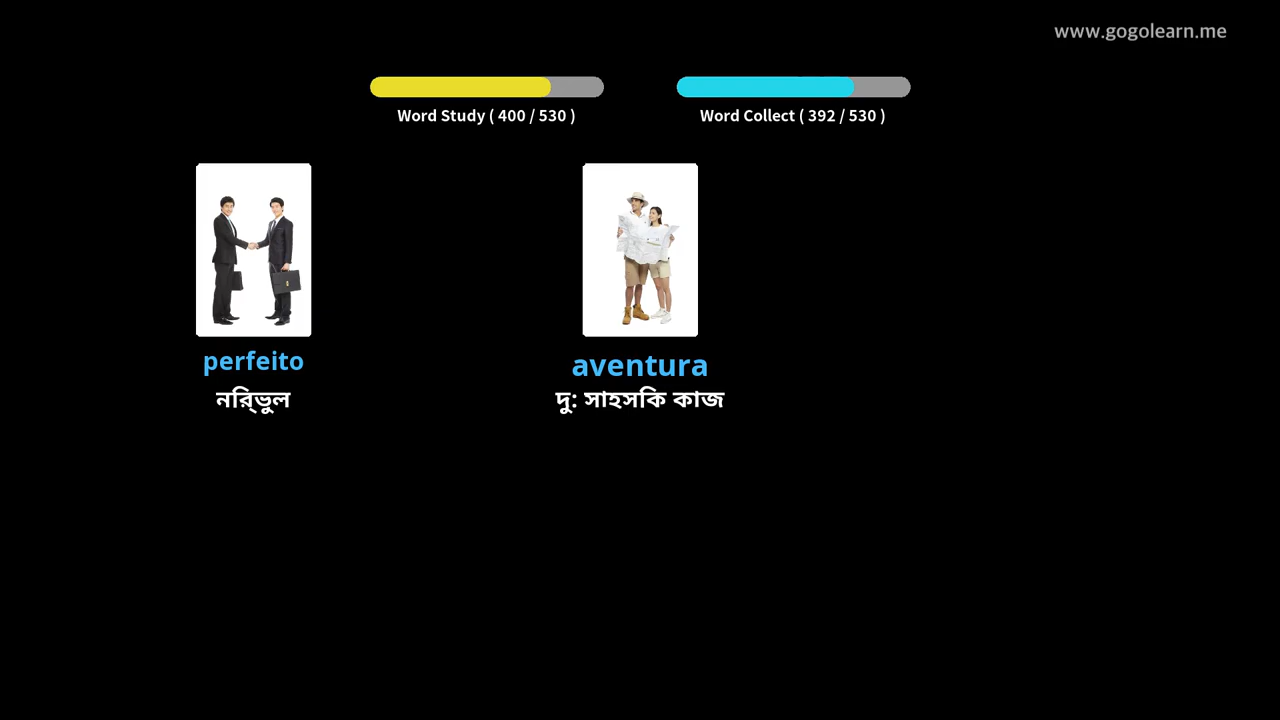 www.gogolearn.me
Word Study ( 400 / 530 )
Word Collect ( 392 / 530 )
perfeito
aventura
নির্ভুল
দু: সাহসিক কাজ